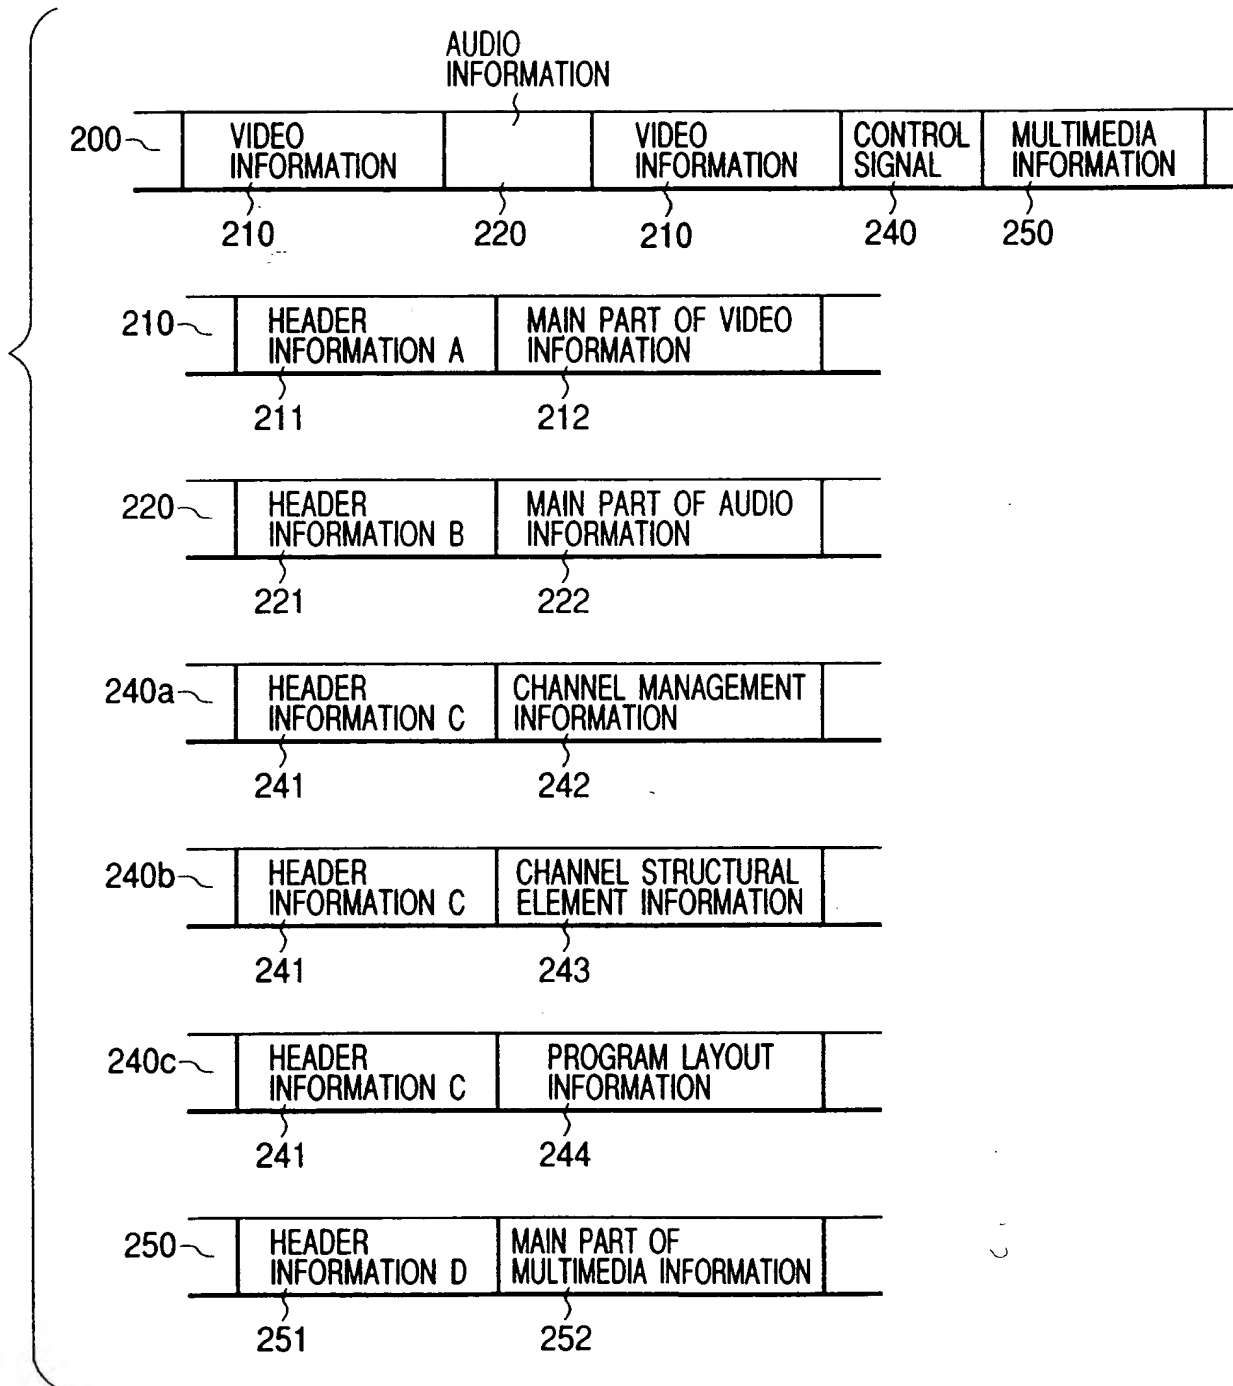 AUDIO
INFORMATION
200
VIDEO
INFORMATION
VIDEO
INFORMATION
CONTROL
SIGNAL
MULTIMEDIA
INFORMATION
210
220
210
240
250
210
HEADER
INFORMATION A
MAIN PART OF VIDEO
INFORMATION
211
212
220
HEADER
INFORMATION B
MAIN PART OF AUDIO
INFORMATION
221
222
240a
HEADER
INFORMATION C
CHANNEL MANAGEMENT
INFORMATION
241
242
240b
HEADER
INFORMATION C
CHANNEL STRUCTURAL
ELEMENT INFORMATION
241
243
240c
HEADER
INFORMATION C
PROGRAM LAYOUT
INFORMATION
241
244
250
HEADER
INFORMATION D
MAIN PART OF
MULTIMEDIA INFORMATION
251
252